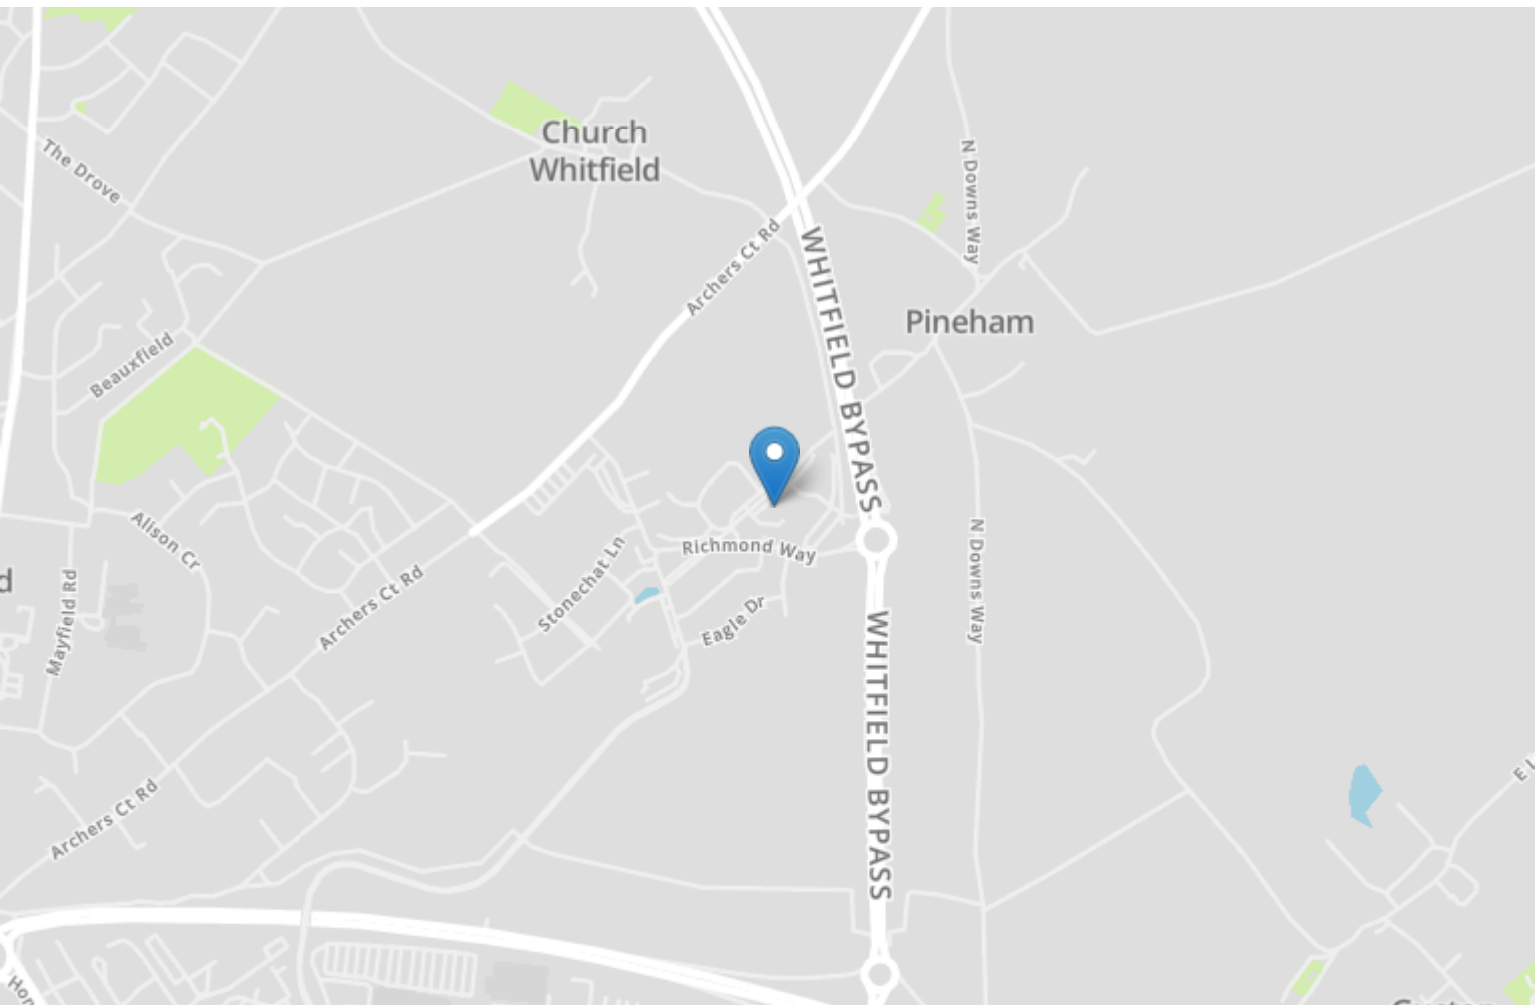 Church
Whitfield
The Drove
N Downs Way
Archers Ct Rd
WHITFIELD BYPASS
Pineham
Beauxfield
Alison Cr
Richmond Way
Stonechat Ln
N Downs Way
d
Mayfield Rd
Archers Ct Rd
Eagle Dr
WHITFIELD BYPASS
Archers Ct Rd
E L
Hon